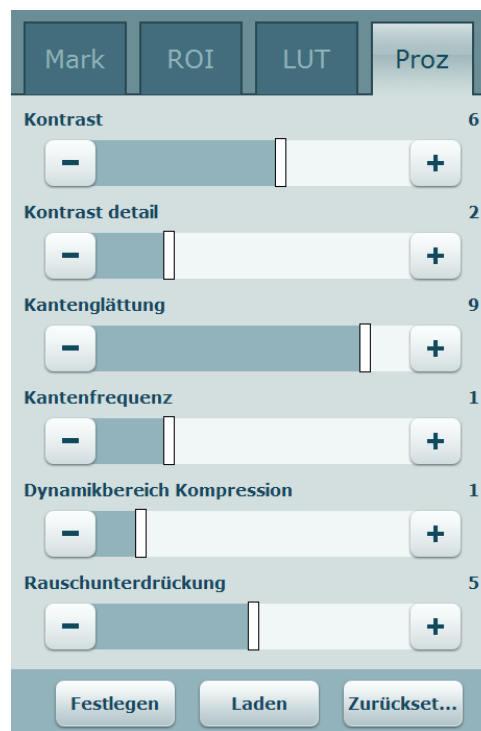 Mark ROI LUT Proz
Kontrast 6
− +
Kontrast detail 2
− +
Kantenglättung 9
− +
Kantenfrequenz 1
− +
Dynamikbereich Kompression 1
− +
Rauschunterdrückung 5
− +
Festlegen Laden Zurückset...